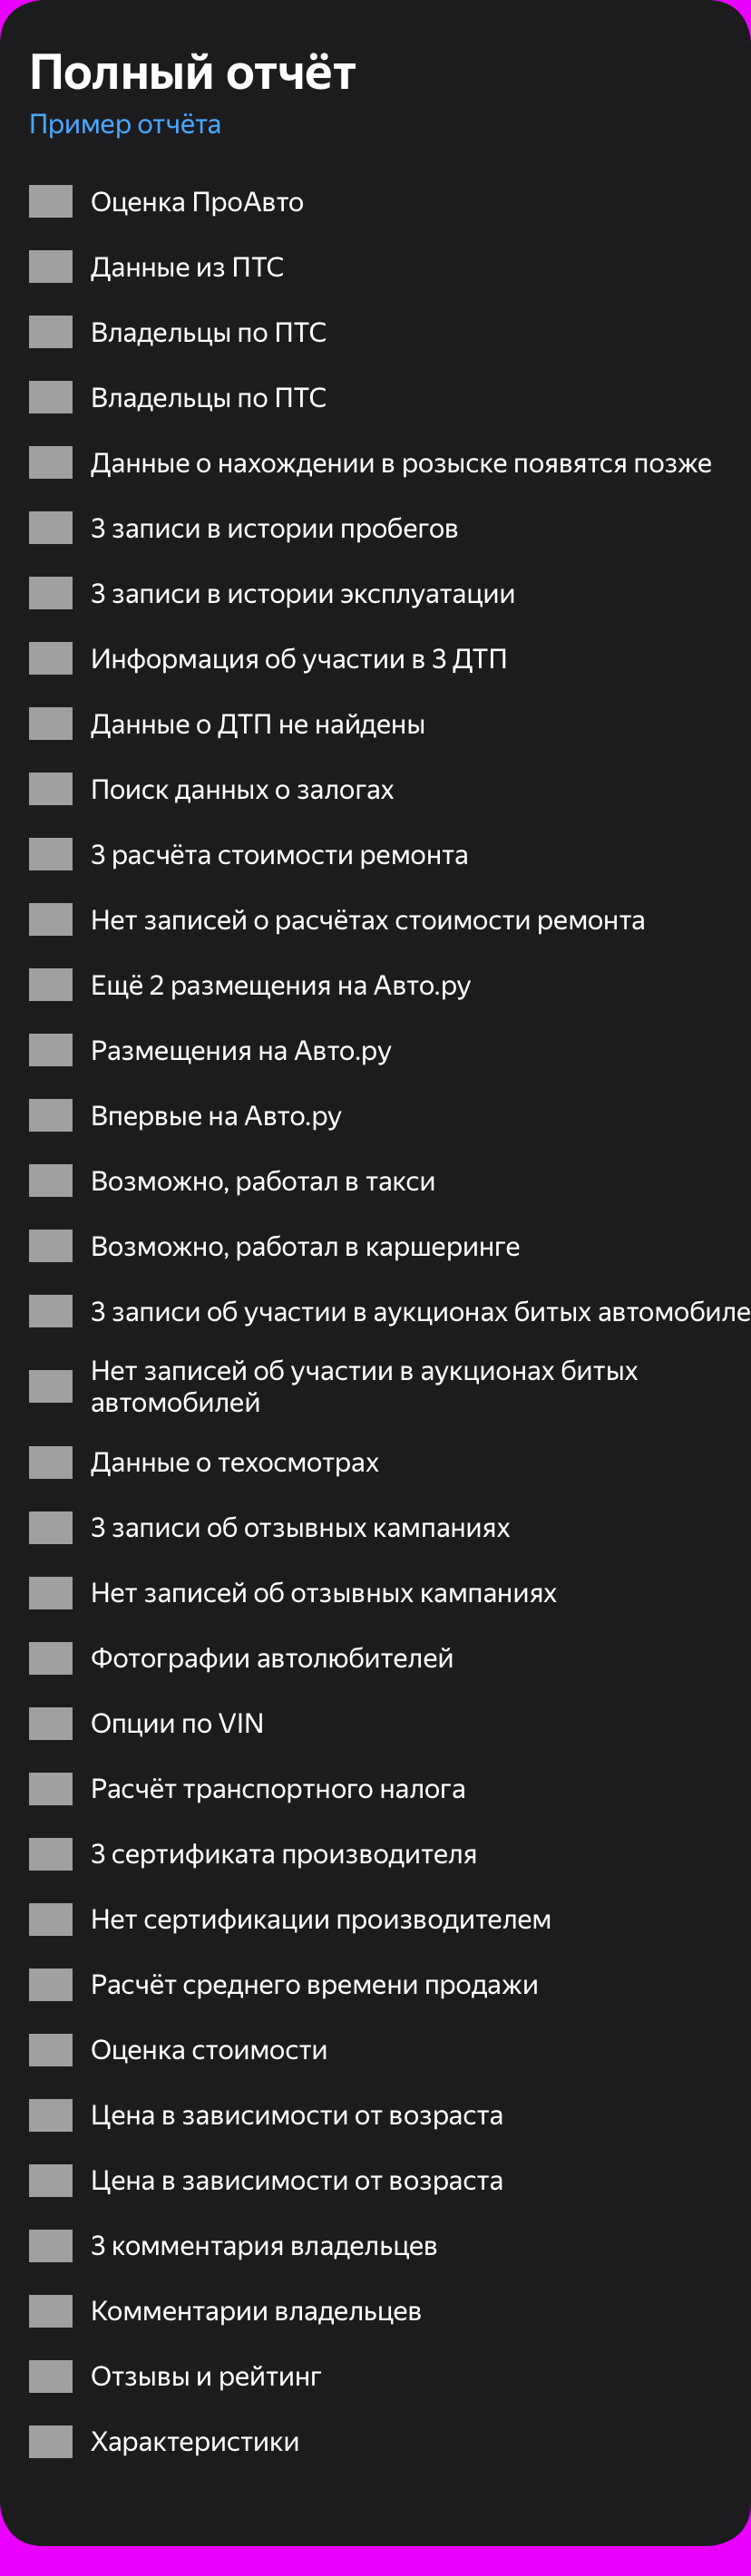 Полный отчёт
Пример отчёта
Оценка ПроАвто
Данные из ПТС
Владельцы по ПТС
Владельцы по ПТС
Данные о нахождении в розыске появятся позже
3 записи в истории пробегов
3 записи в истории эксплуатации
Информация об участии в 3 ДТП
Данные о ДТП не найдены
Поиск данных о залогах
3 расчёта стоимости ремонта
Нет записей о расчётах стоимости ремонта
Ещё 2 размещения на Авто.ру
Размещения на Авто.ру
Впервые на Авто.ру
Возможно, работал в такси
Возможно, работал в каршеринге
3 записи об участии в аукционах битых автомобиле
Нет записей об участии в аукционах битых
автомобилей
Данные о техосмотрах
3 записи об отзывных кампаниях
Нет записей об отзывных кампаниях
Фотографии автолюбителей
Опции по VIN
Расчёт транспортного налога
3 сертификата производителя
Нет сертификации производителем
Расчёт среднего времени продажи
Оценка стоимости
Цена в зависимости от возраста
Цена в зависимости от возраста
3 комментария владельцев
Комментарии владельцев
Отзывы и рейтинг
Характеристики